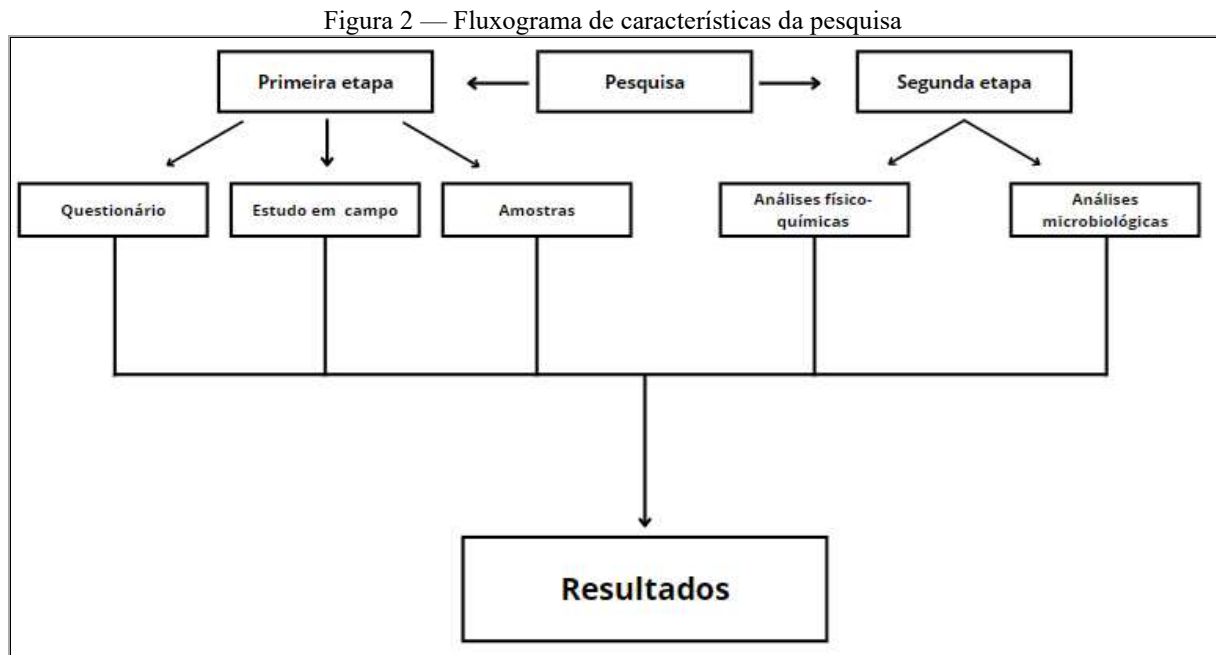 Figura 2 — Fluxograma de características da pesquisa
Primeira etapa
Pesquisa
Segunda etapa
Questionário
Estudo em campo
Amostras
Análises físico-
químicas
Análises
microbiológicas
Resultados